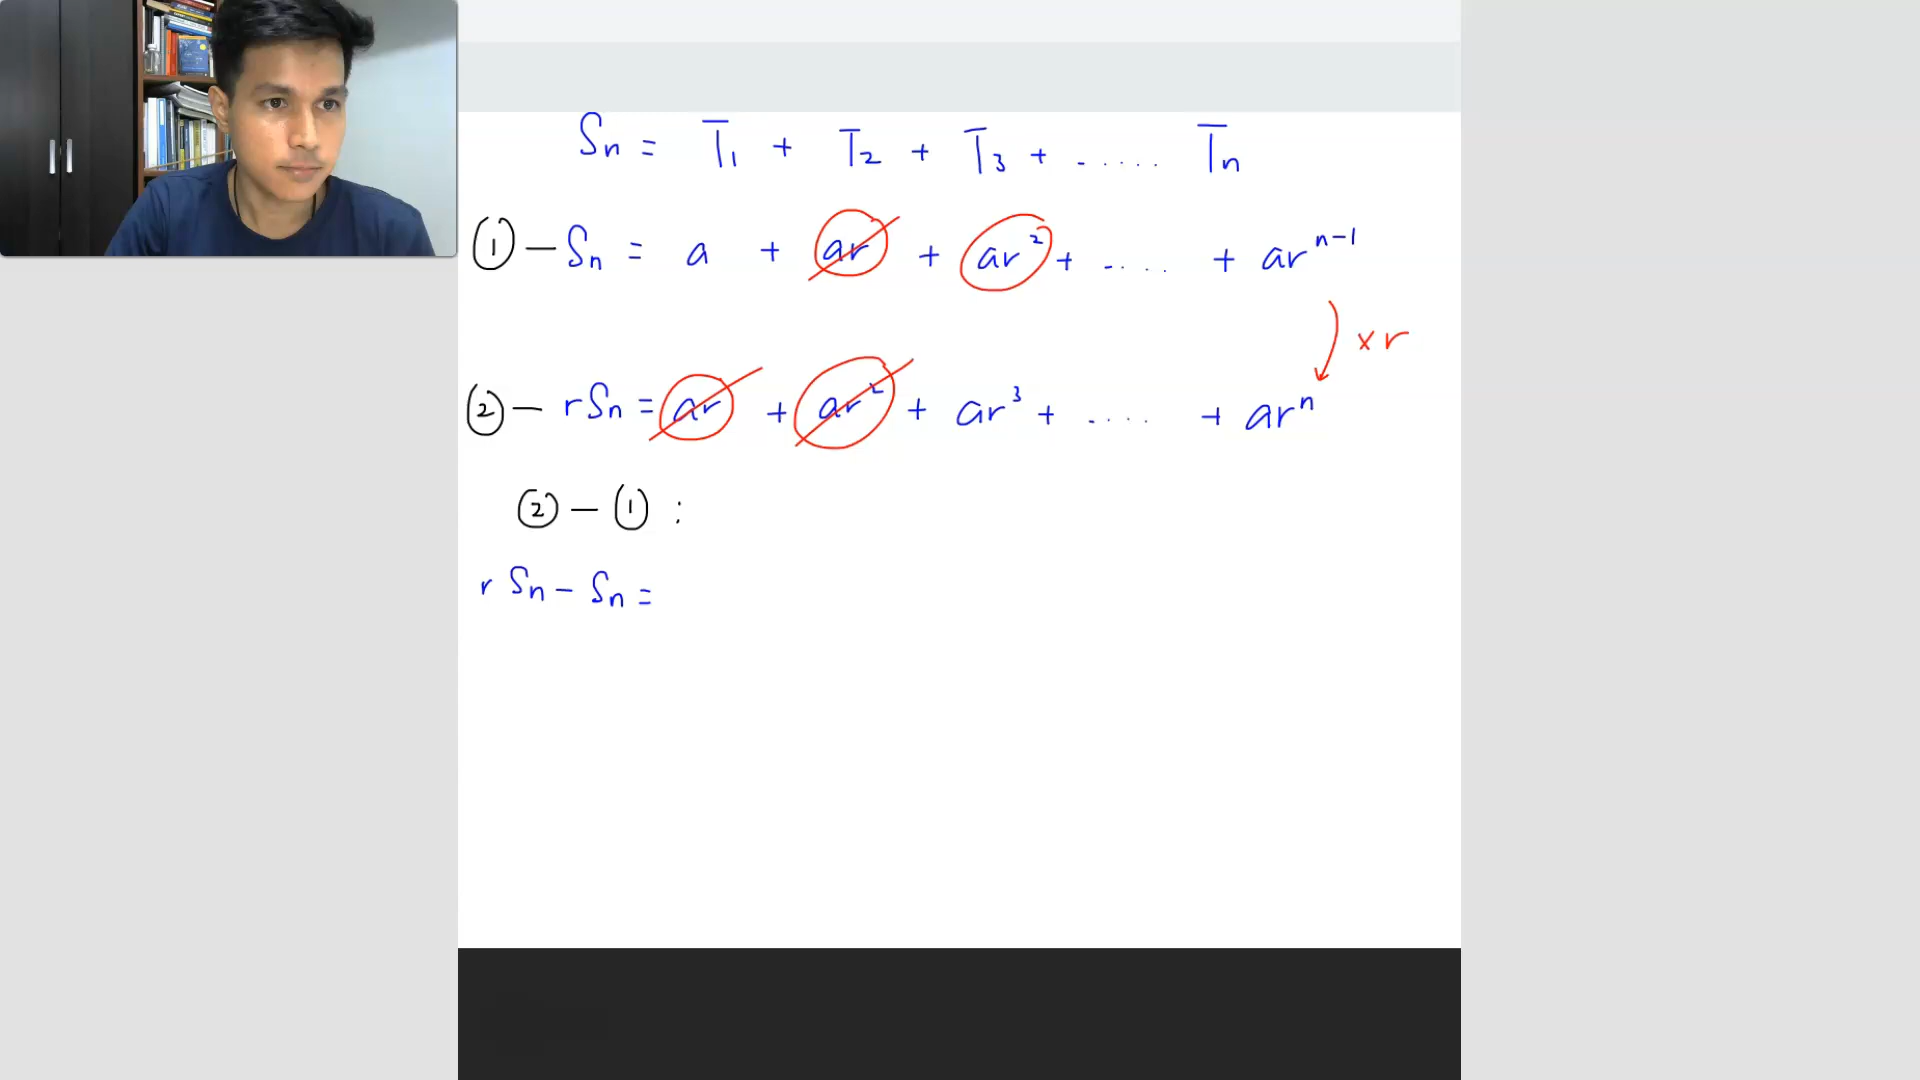 Sn = T1 + T2 + T3 + ..... Tn
① — Sn = a + ar + ar² + ..... + arⁿ⁻¹
× r
② — rSn = ar + ar² + ar³ + ..... + arⁿ
② — ① :
r Sn - Sn =